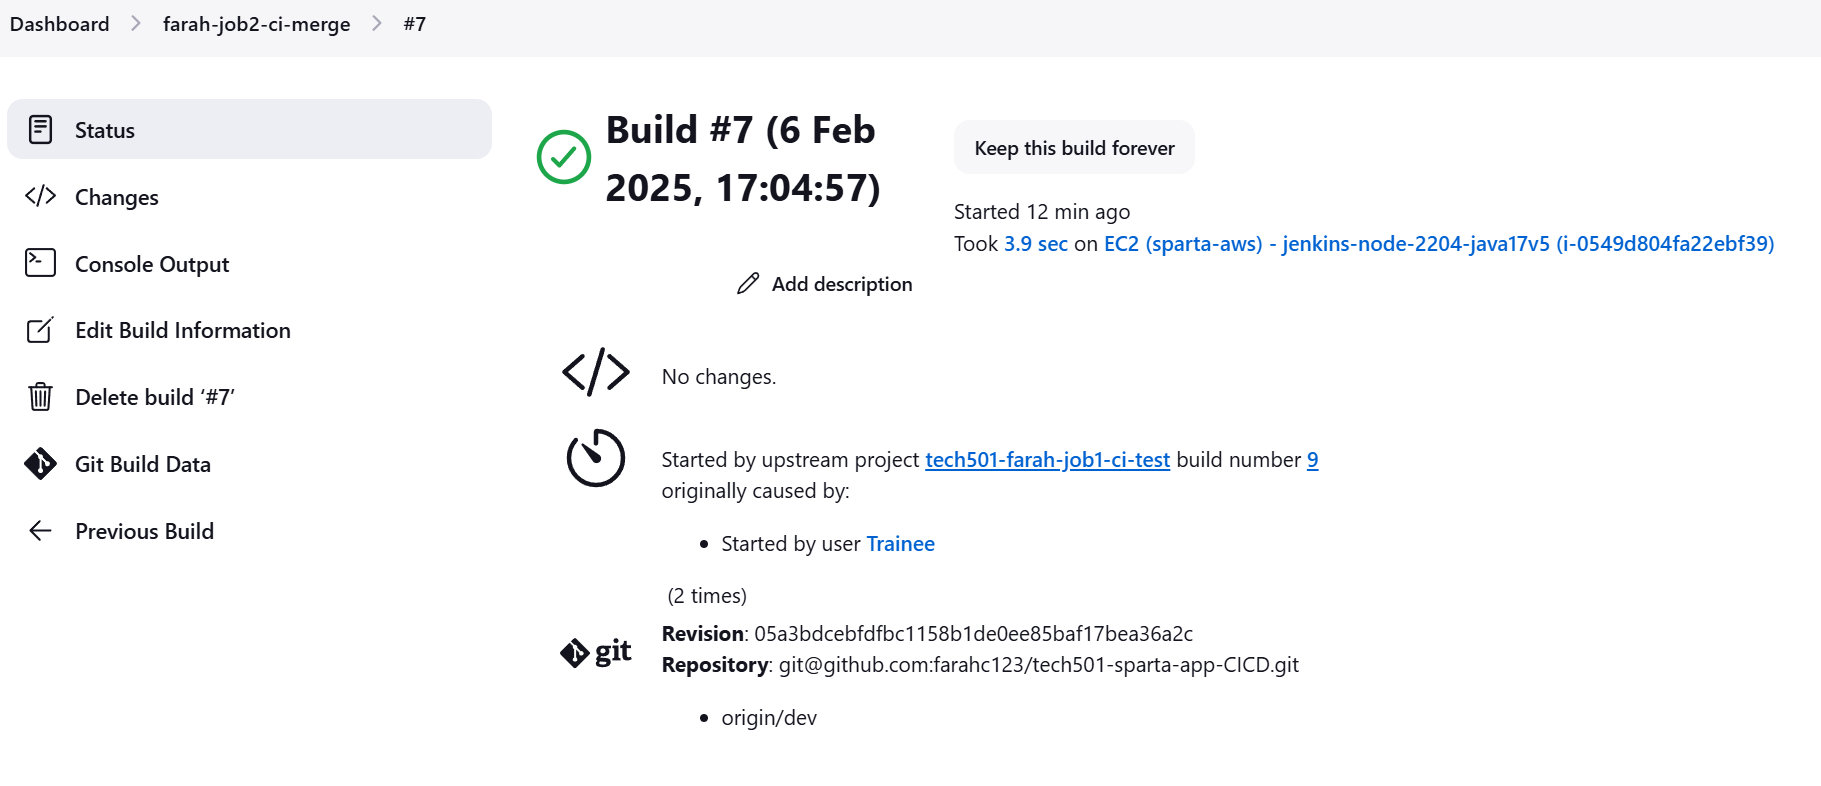 Dashboard > farah-job2-ci-merge > #7
Status
Changes
Console Output
Edit Build Information
Delete build ‘#7’
Git Build Data
Previous Build
Build #7 (6 Feb
2025, 17:04:57)
Add description
Keep this build forever
Started 12 min ago
Took 3.9 sec on EC2 (sparta-aws) - jenkins-node-2204-java17v5 (i-0549d804fa22ebf39)
No changes.
Started by upstream project tech501-farah-job1-ci-test build number 9
originally caused by:
• Started by user Trainee
(2 times)
git
Revision: 05a3bdcebfdfbc1158b1de0ee85baf17bea36a2c
Repository: git@github.com:farahc123/tech501-sparta-app-CICD.git
• origin/dev